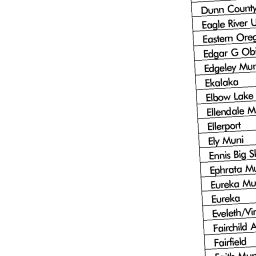 Dunn County
Eagle River U
Eastern Oreg
Edgar G Obi
Edgeley Mun
Ekalaka
Elbow Lake
Ellendale M
Ellerport
Ely Muni
Ennis Big Sk
Ephrata Mu
Eureka Mu
Eureka
Eveleth/Vir
Fairchild A
Fairfield